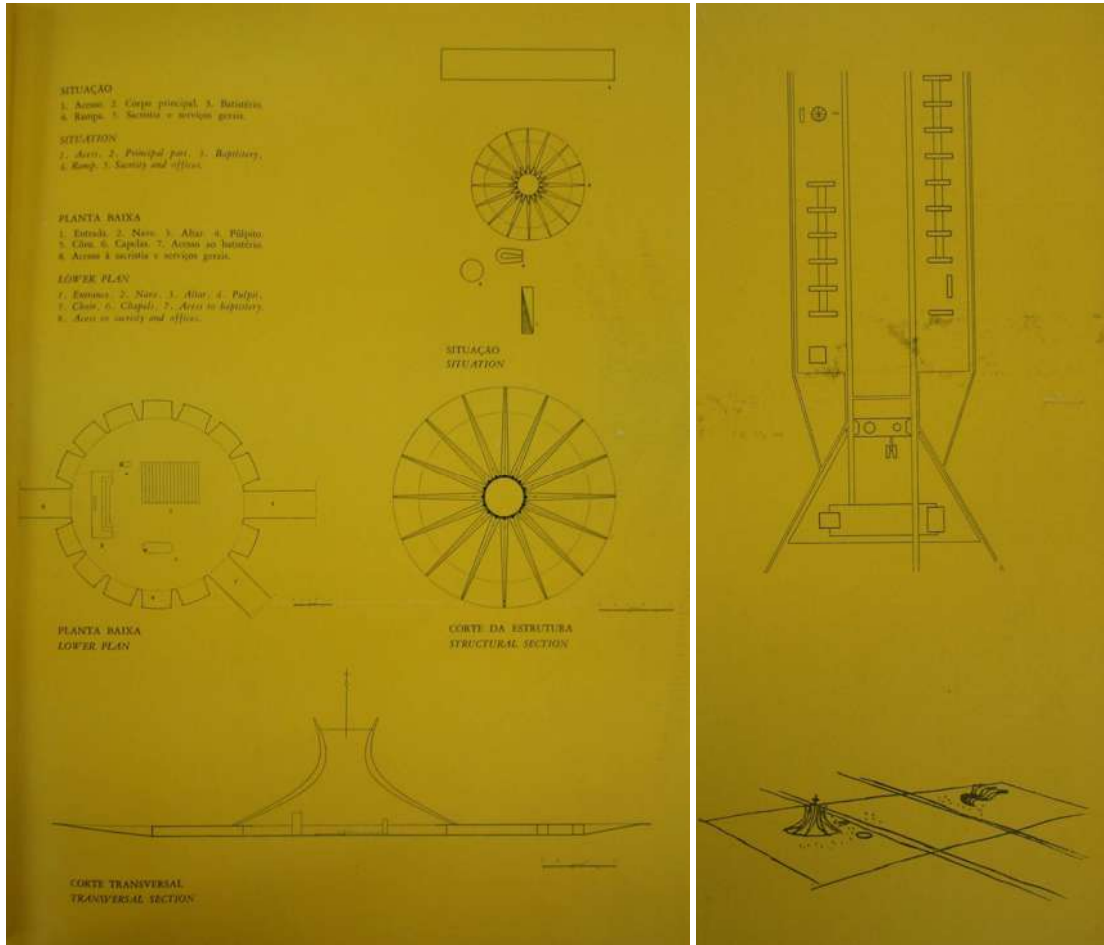 SITUAÇÃO
1. Acesso. 2. Corpo principal. 3. Batistério.
4. Rampa. 5. Sacristia e serviços gerais.
SITUATION
1. Acess. 2. Principal part. 3. Baptistery.
4. Ramp. 5. Sacristy and offices.
PLANTA BAIXA
1. Entrada. 2. Nave. 3. Altar. 4. Púlpito.
5. Côro. 6. Capelas. 7. Acesso ao batistério.
8. Acesso à sacristia e serviços gerais.
LOWER PLAN
1. Entrance. 2. Nave. 3. Altar. 4. Pulpit.
5. Choir. 6. Chapels. 7. Acess to baptistery.
8. Acess to sacristy and offices.
SITUAÇÃO
SITUATION
PLANTA BAIXA
LOWER PLAN
CORTE DA ESTRUTURA
STRUCTURAL SECTION
CORTE TRANSVERSAL
TRANSVERSAL SECTION